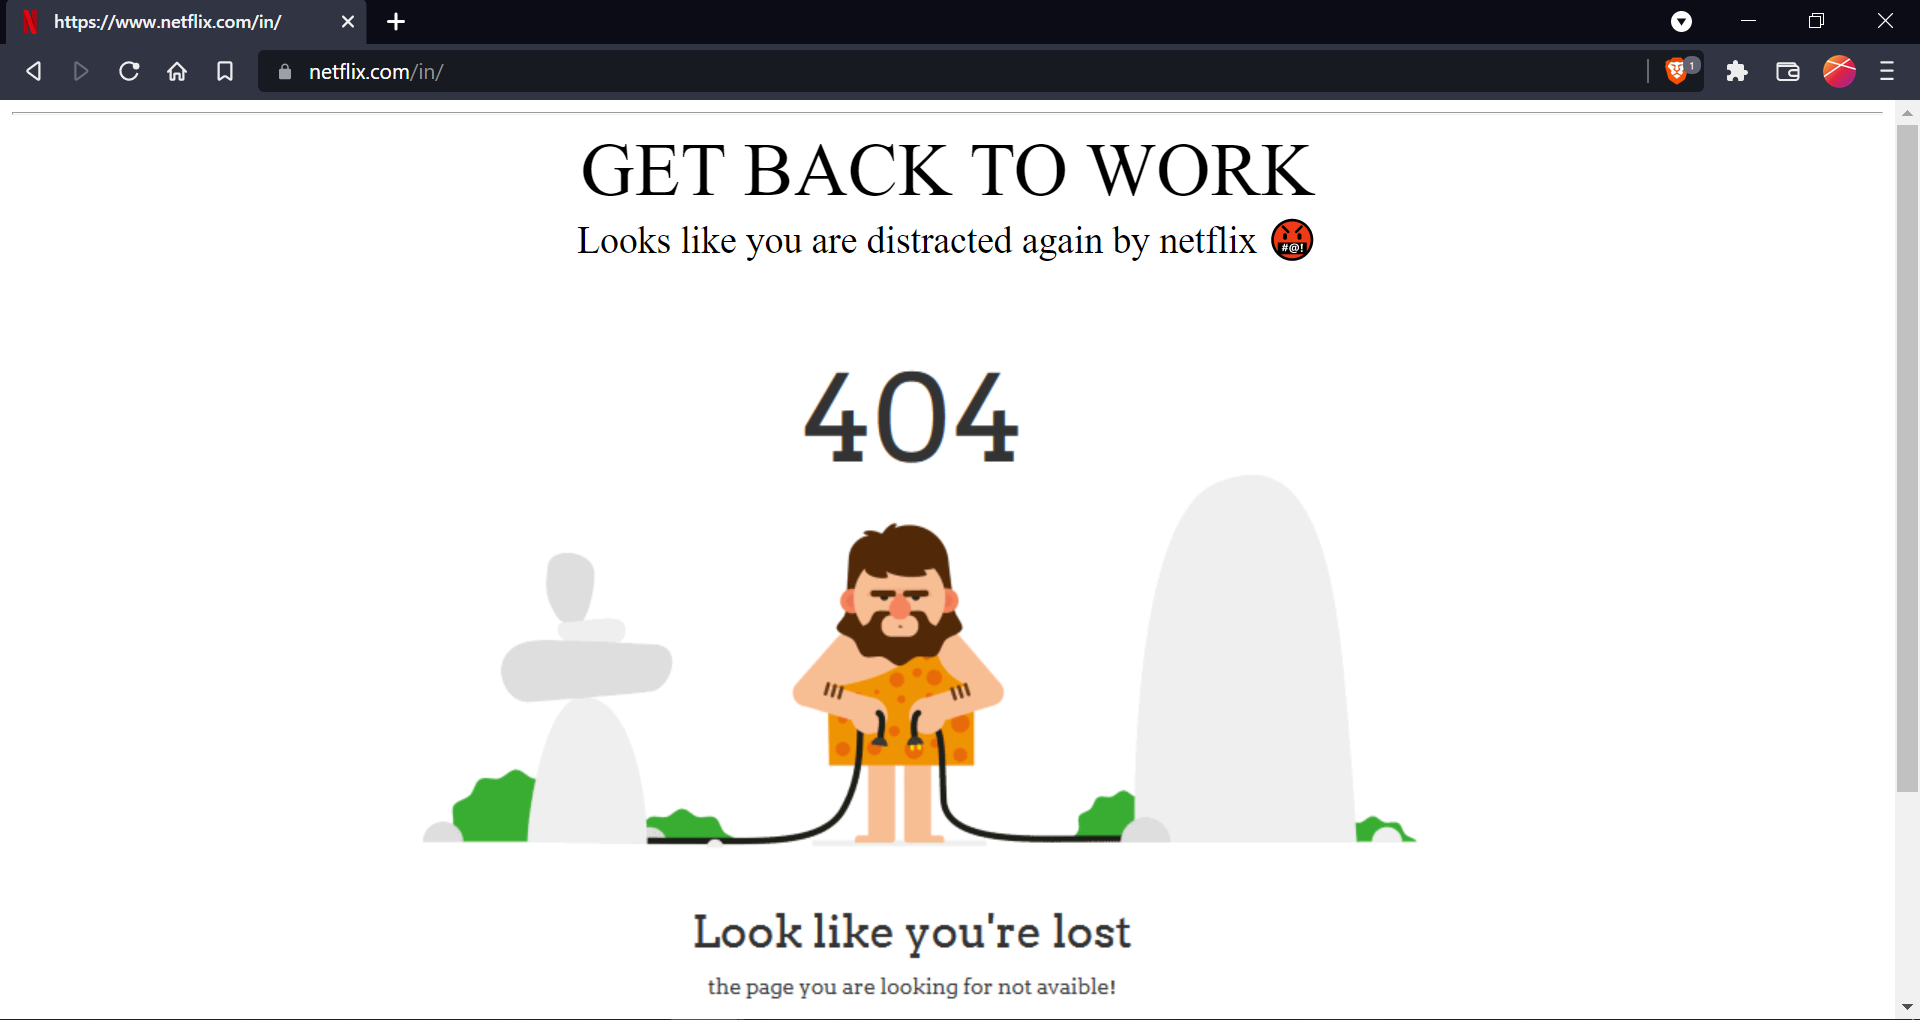 https://www.netflix.com/in/
netflix.com/in/
1
GET BACK TO WORK
Looks like you are distracted again by netflix
#@!
404
Look like you're lost
the page you are looking for not avaible!